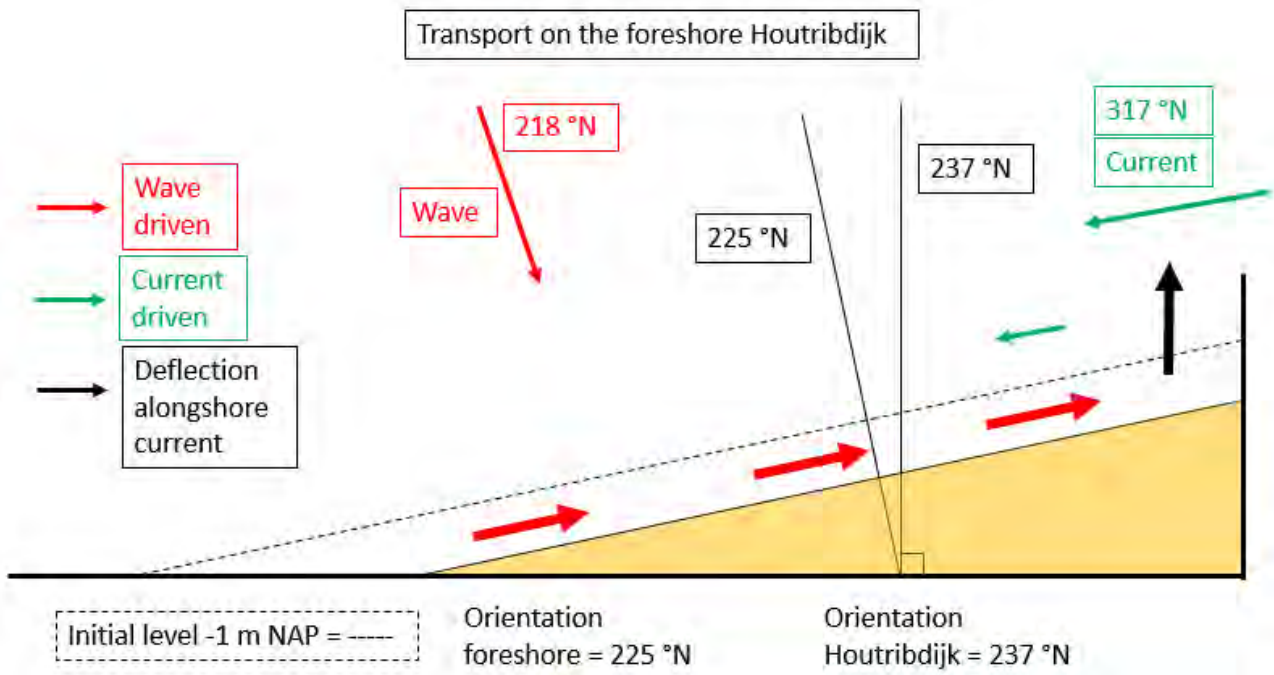 Transport on the foreshore Houtribdijk
218 °N
317 °N
Current
Wave
driven
Wave
237 °N
225 °N
Current
driven
Deflection
alongshore
current
Initial level -1 m NAP = -----
Orientation
foreshore = 225 °N
Orientation
Houtribdijk = 237 °N